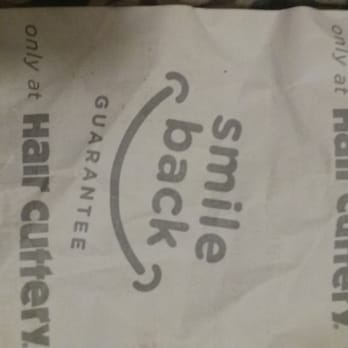 only at Hair cuttery.
smile
back
GUARANTEE
only at Hair cuttery.